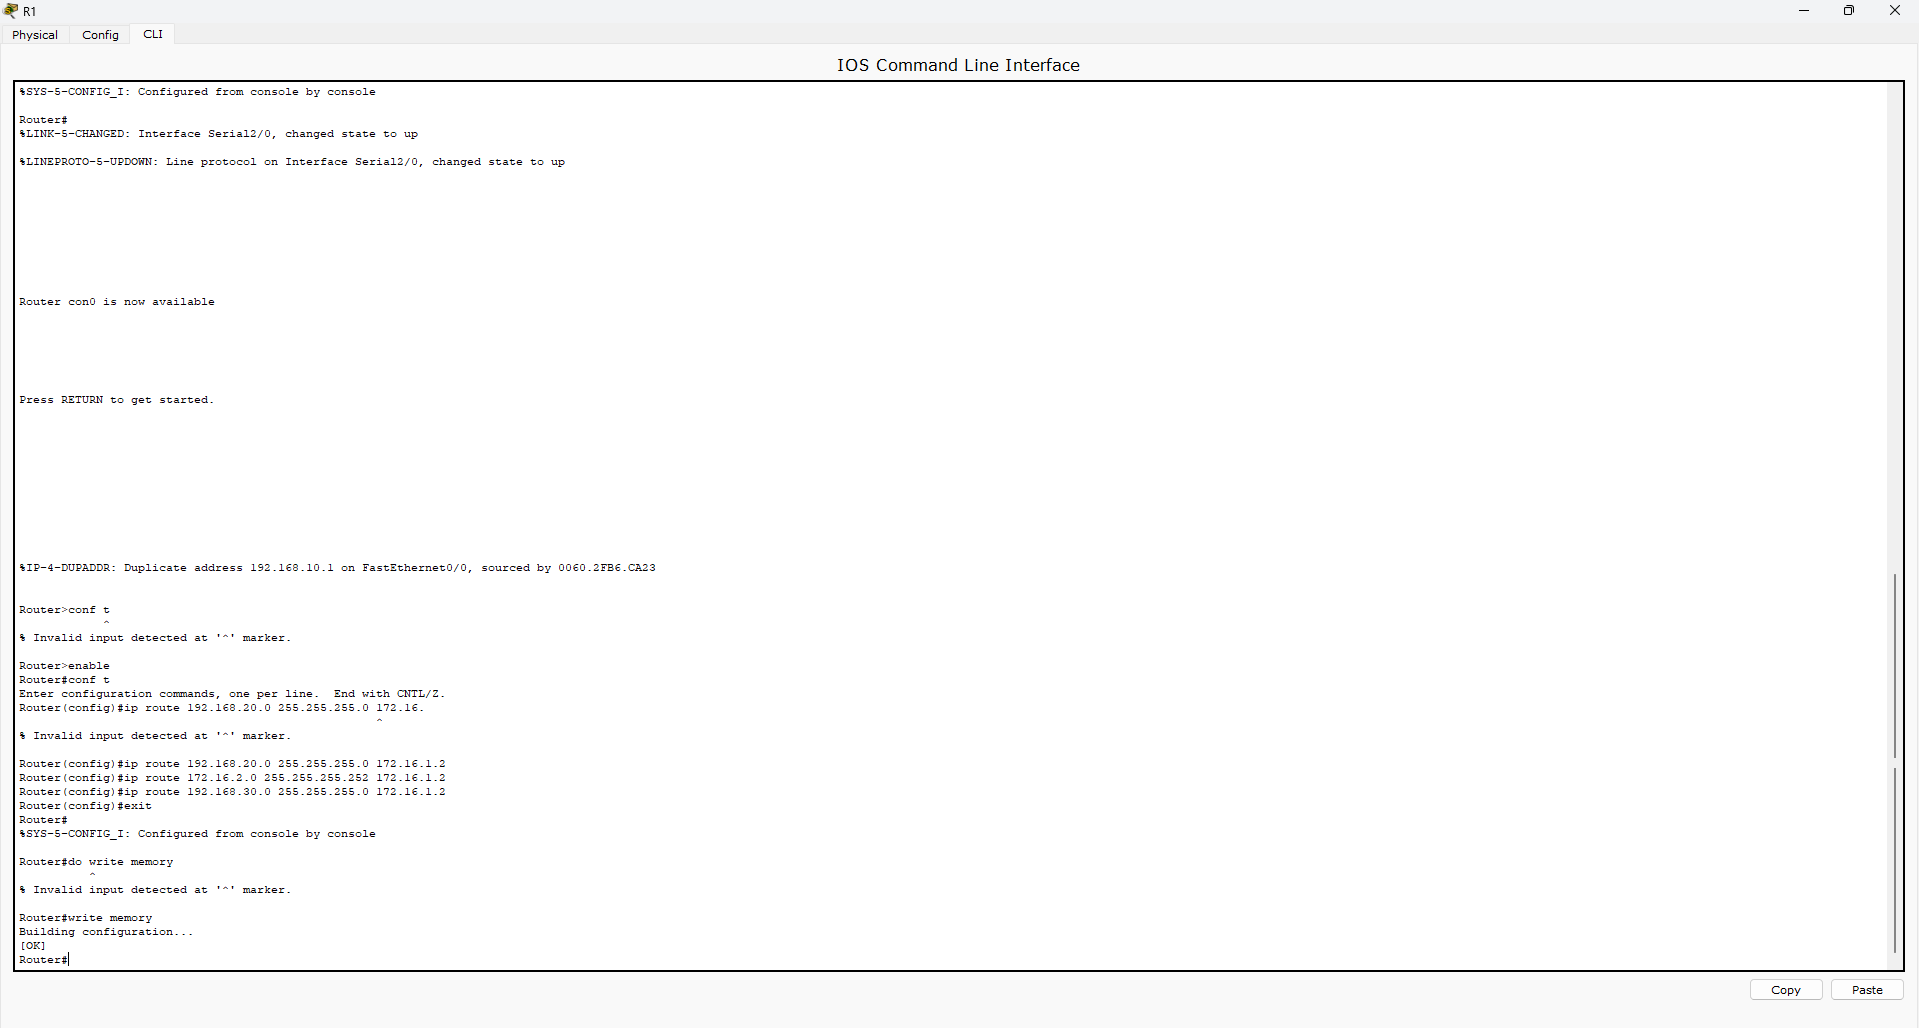 R1
Physical Config CLI
IOS Command Line Interface
%SYS-5-CONFIG_I: Configured from console by console
Router#
%LINK-5-CHANGED: Interface Serial2/0, changed state to up
%LINEPROTO-5-UPDOWN: Line protocol on Interface Serial2/0, changed state to up
Router con0 is now available
Press RETURN to get started.
%IP-4-DUPADDR: Duplicate address 192.168.10.1 on FastEthernet0/0, sourced by 0060.2FB6.CA23
Router>conf t
^
% Invalid input detected at '^' marker.
Router>enable
Router#conf t
Enter configuration commands, one per line.  End with CNTL/Z.
Router(config)#ip route 192.168.20.0 255.255.255.0 172.16.
^
% Invalid input detected at '^' marker.
Router(config)#ip route 192.168.20.0 255.255.255.0 172.16.1.2
Router(config)#ip route 172.16.2.0 255.255.255.252 172.16.1.2
Router(config)#ip route 192.168.30.0 255.255.255.0 172.16.1.2
Router(config)#exit
Router#
%SYS-5-CONFIG_I: Configured from console by console
Router#do write memory
^
% Invalid input detected at '^' marker.
Router#write memory
Building configuration...
[OK]
Router#
Copy Paste